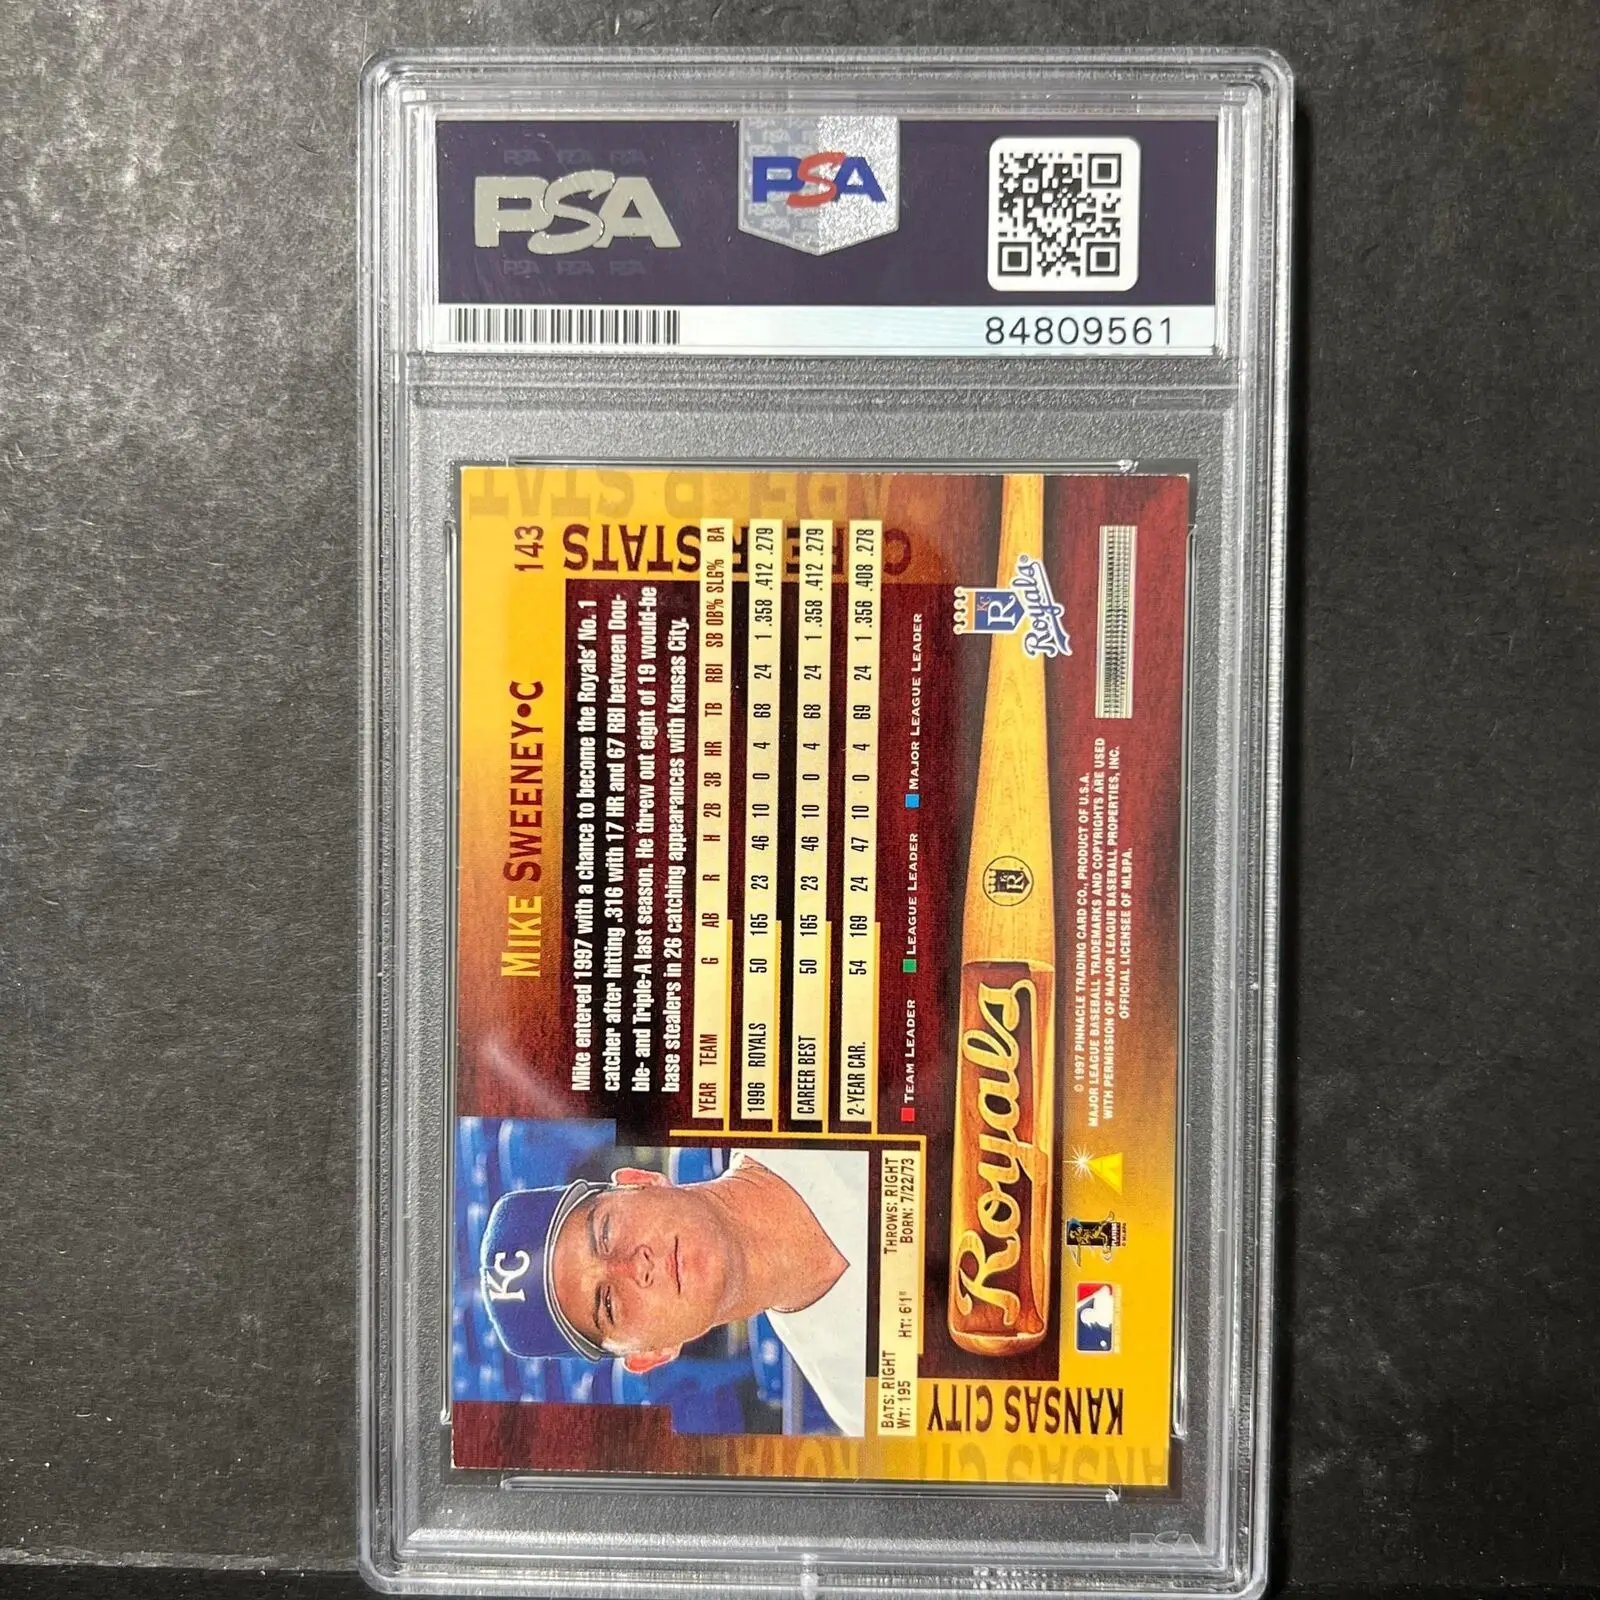 PSA
PSA
84809561
143
CAREER STATS
MIKE SWEENEY•C
Mike entered 1997 with a chance to become the Royals' No. 1
catcher after hitting .316 with 17 HR and 67 RBI between Dou-
ble- and Triple-A last season. He threw out eight of 19 would-be
base stealers in 26 catching appearances with Kansas City.
YEAR TEAM G AB R H 2B 3B HR TB RBI SB OB% SLG% BA
1996 ROYALS 50 165 23 46 10 0 4 68 24 1 .358 .412 .279
CAREER BEST 50 165 23 46 10 0 4 68 24 1 .358 .412 .279
2-YEAR CAR. 54 169 24 47 10 0 4 69 24 1 .356 .408 .278
TEAM LEADER LEAGUE LEADER MAJOR LEAGUE LEADER
KC
BATS: RIGHT THROWS: RIGHT
WT: 195 HT: 6'1" BORN: 7/22/73
KANSAS CITY
Royals
KC
R
Royals
© 1997 PINNACLE TRADING CARD CO., PRODUCT OF U.S.A.
MAJOR LEAGUE BASEBALL TRADEMARKS AND COPYRIGHTS ARE USED
WITH PERMISSION OF MAJOR LEAGUE BASEBALL PROPERTIES, INC.
OFFICIAL LICENSEE OF MLBPA.
PSA